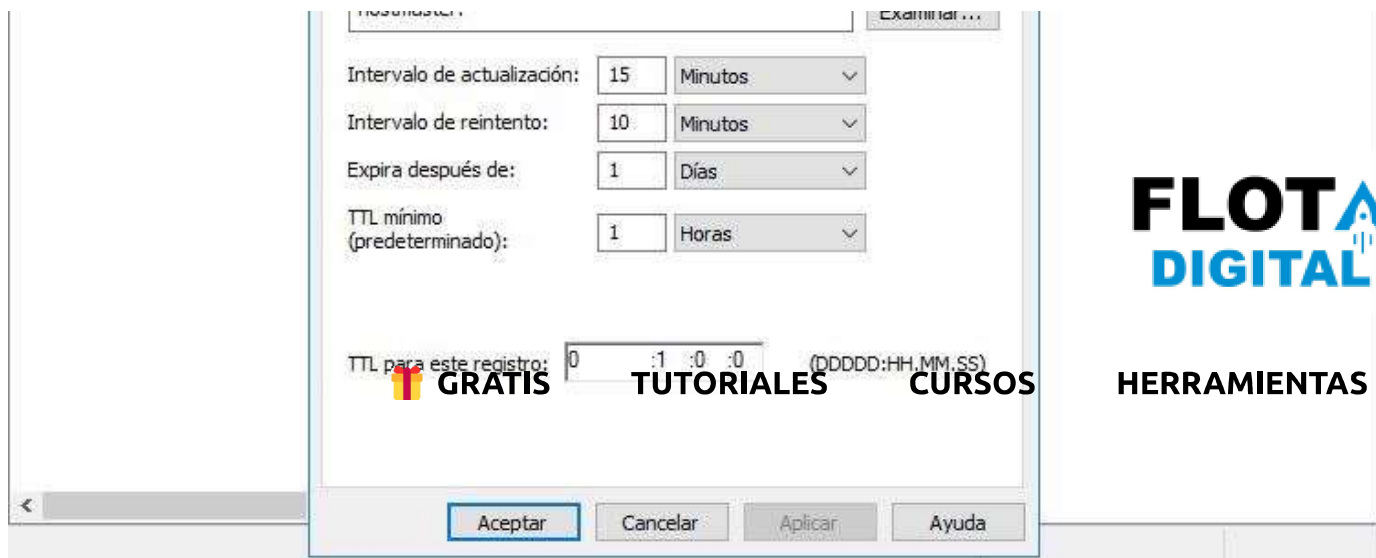 hostmaster.
Examinar...
Intervalo de actualización: 15 Minutos
Intervalo de reintento: 10 Minutos
Expira después de: 1 Días
TTL mínimo
(predeterminado): 1 Horas
FLOTA
DIGITAL
TTL para este registro: 0 :1 :0 :0 (DDDDD:HH.MM.SS)
GRATIS TUTORIALES CURSOS HERRAMIENTAS
Aceptar Cancelar Aplicar Ayuda